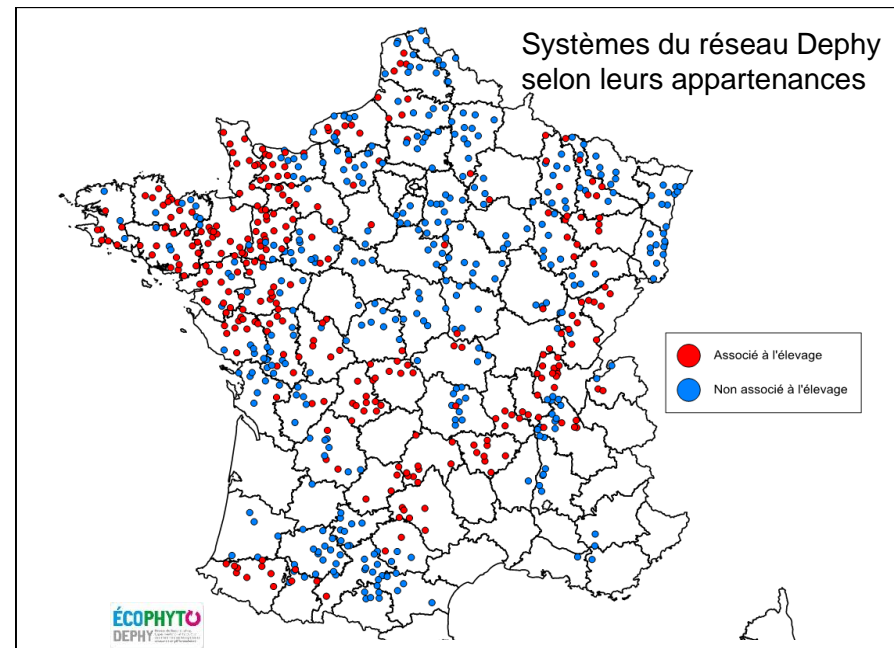 Systèmes du réseau Dephy
selon leurs appartenances
Associé à l'élevage
Non associé à l'élevage
ÉCOPHYTO
DEPHY